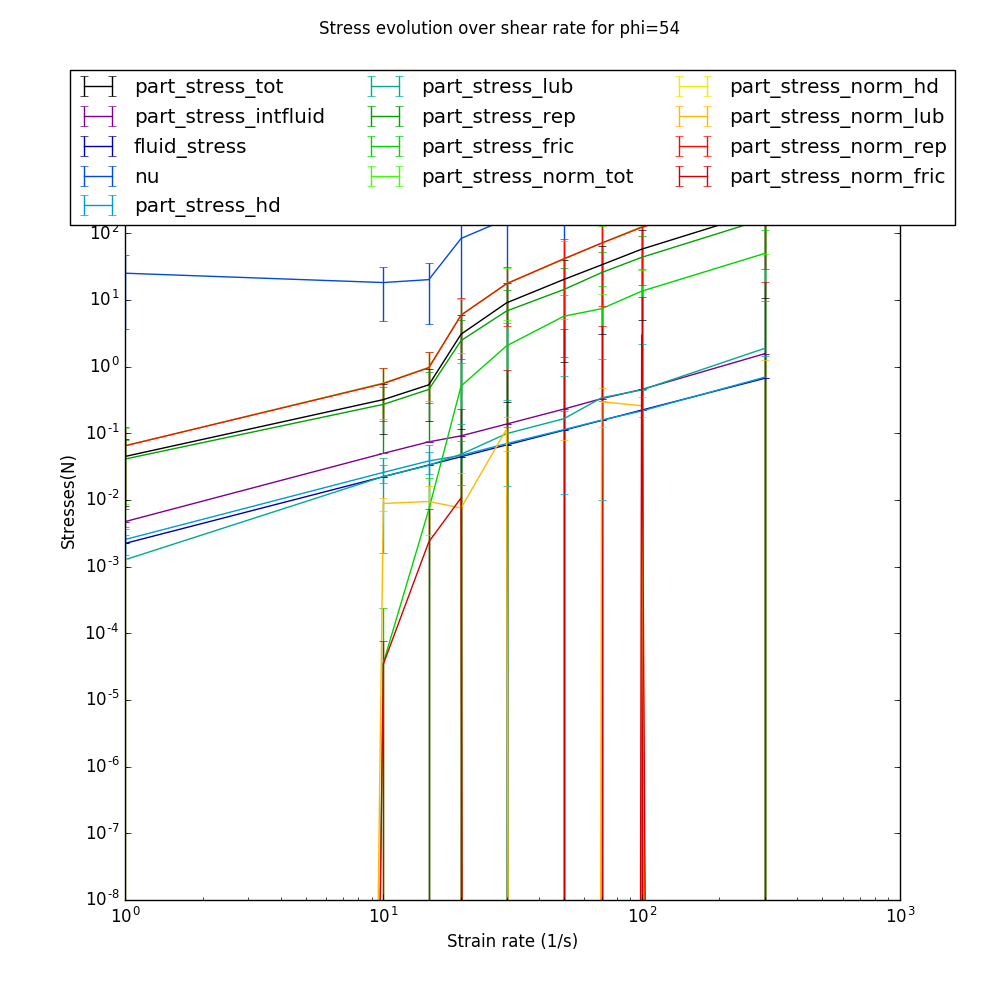 Stress evolution over shear rate for phi=54
part_stress_tot part_stress_lub part_stress_norm_hd
part_stress_intfluid part_stress_rep part_stress_norm_lub
fluid_stress part_stress_fric part_stress_norm_rep
nu part_stress_norm_tot part_stress_norm_fric
part_stress_hd
10^2
10^1
10^0
10^-1
10^-2
10^-3
10^-4
10^-5
10^-6
10^-7
10^-8
Stresses(N)
10^0 10^1 10^2 10^3
Strain rate (1/s)